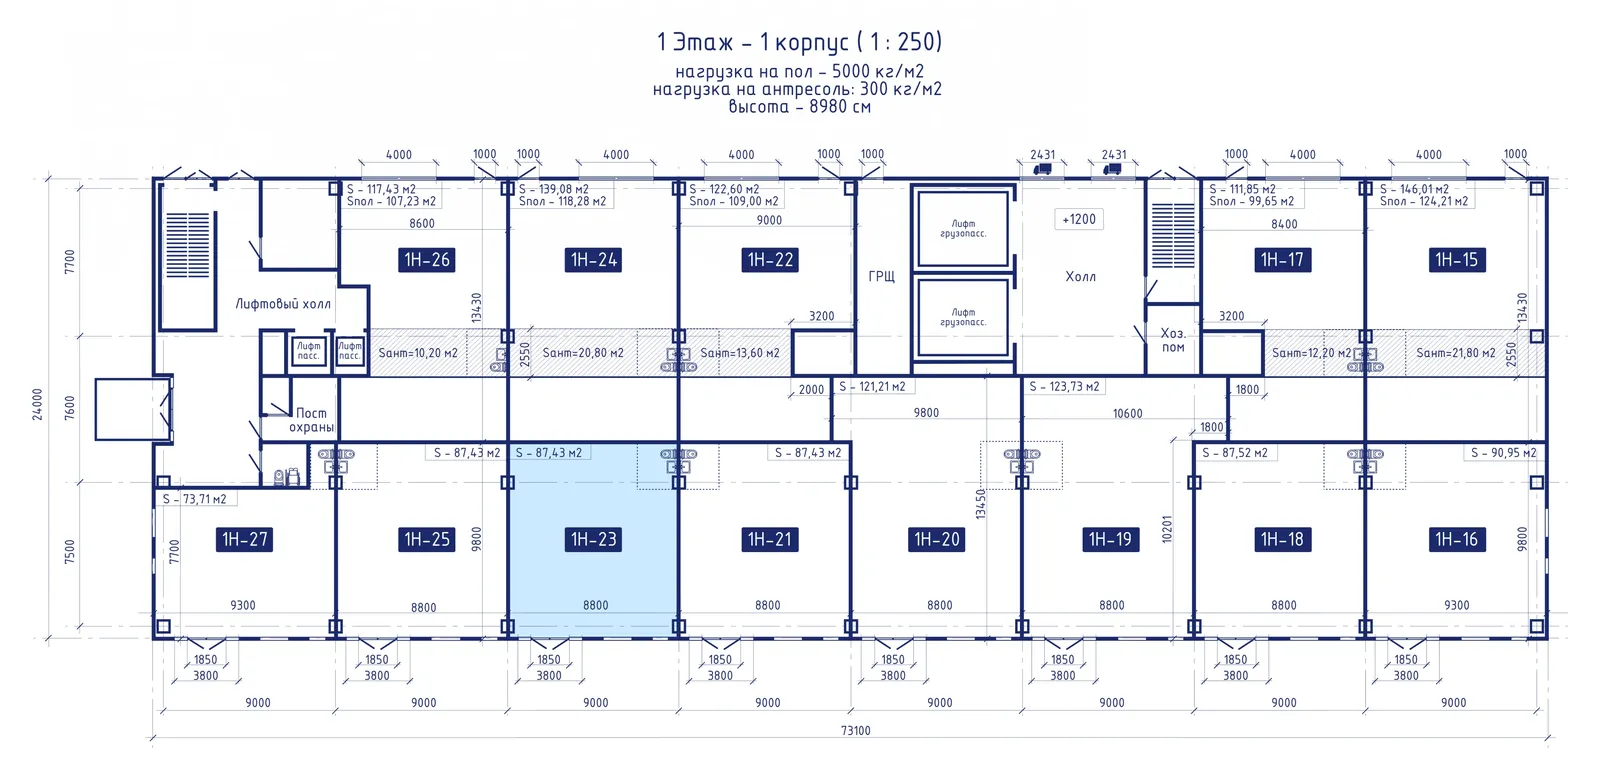 1 Этаж - 1 корпус ( 1 : 250)
нагрузка на пол - 5000 кг/м2
нагрузка на антресоль: 300 кг/м2
высота - 8980 см
4000 1000 1000 4000 4000 1000 1000 2431 2431 1000 4000 4000 1000
S - 117,43 м2
Sпол - 107,23 м2
8600
S - 139,08 м2
Sпол - 118,28 м2
S - 122,60 м2
Sпол - 109,00 м2
9000
S - 111,85 м2
Sпол - 99,65 м2
8400
S - 146,01 м2
Sпол - 124,21 м2
Лифт
грузопасс.
+1200
7700
1Н-26
1Н-24
1Н-22
ГРЩ
Холл
1Н-17
1Н-15
Лифтовый холл
13430
3200
Лифт
грузопасс.
Хоз.
пом
3200
13430
Лифт
пасс.
Лифт
пасс.
Sант=10,20 м2
2550
Sант=20,80 м2
Sант=13,60 м2
Sант=12,20 м2
Sант=21,80 м2
2550
24000
7600
2000
S - 121,21 м2
S - 123,73 м2
1800
Пост
охраны
9800
10600
1800
S - 87,43 м2
S - 87,43 м2
S - 87,43 м2
S - 87,52 м2
S - 90,95 м2
S - 73,71 м2
13450
7500
7700
1Н-27
1Н-25
9800
1Н-23
1Н-21
1Н-20
1Н-19
10201
1Н-18
1Н-16
9800
9300 8800 8800 8800 8800 8800 8800 9300
1850 1850 1850 1850 1850 1850 1850 1850
3800 3800 3800 3800 3800 3800 3800 3800
9000 9000 9000 9000 9000 9000 9000 9000
73100